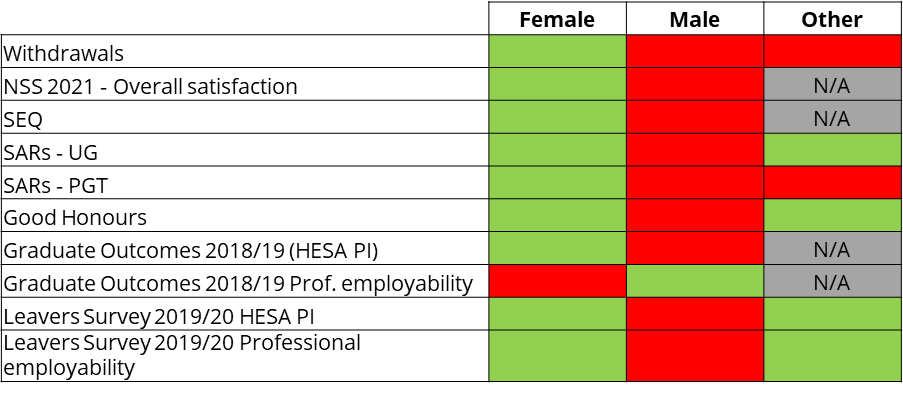 Female Male Other
Withdrawals
NSS 2021 - Overall satisfaction N/A
SEQ N/A
SARs - UG
SARs - PGT
Good Honours
Graduate Outcomes 2018/19 (HESA PI) N/A
Graduate Outcomes 2018/19 Prof. employability N/A
Leavers Survey 2019/20 HESA PI
Leavers Survey 2019/20 Professional
employability